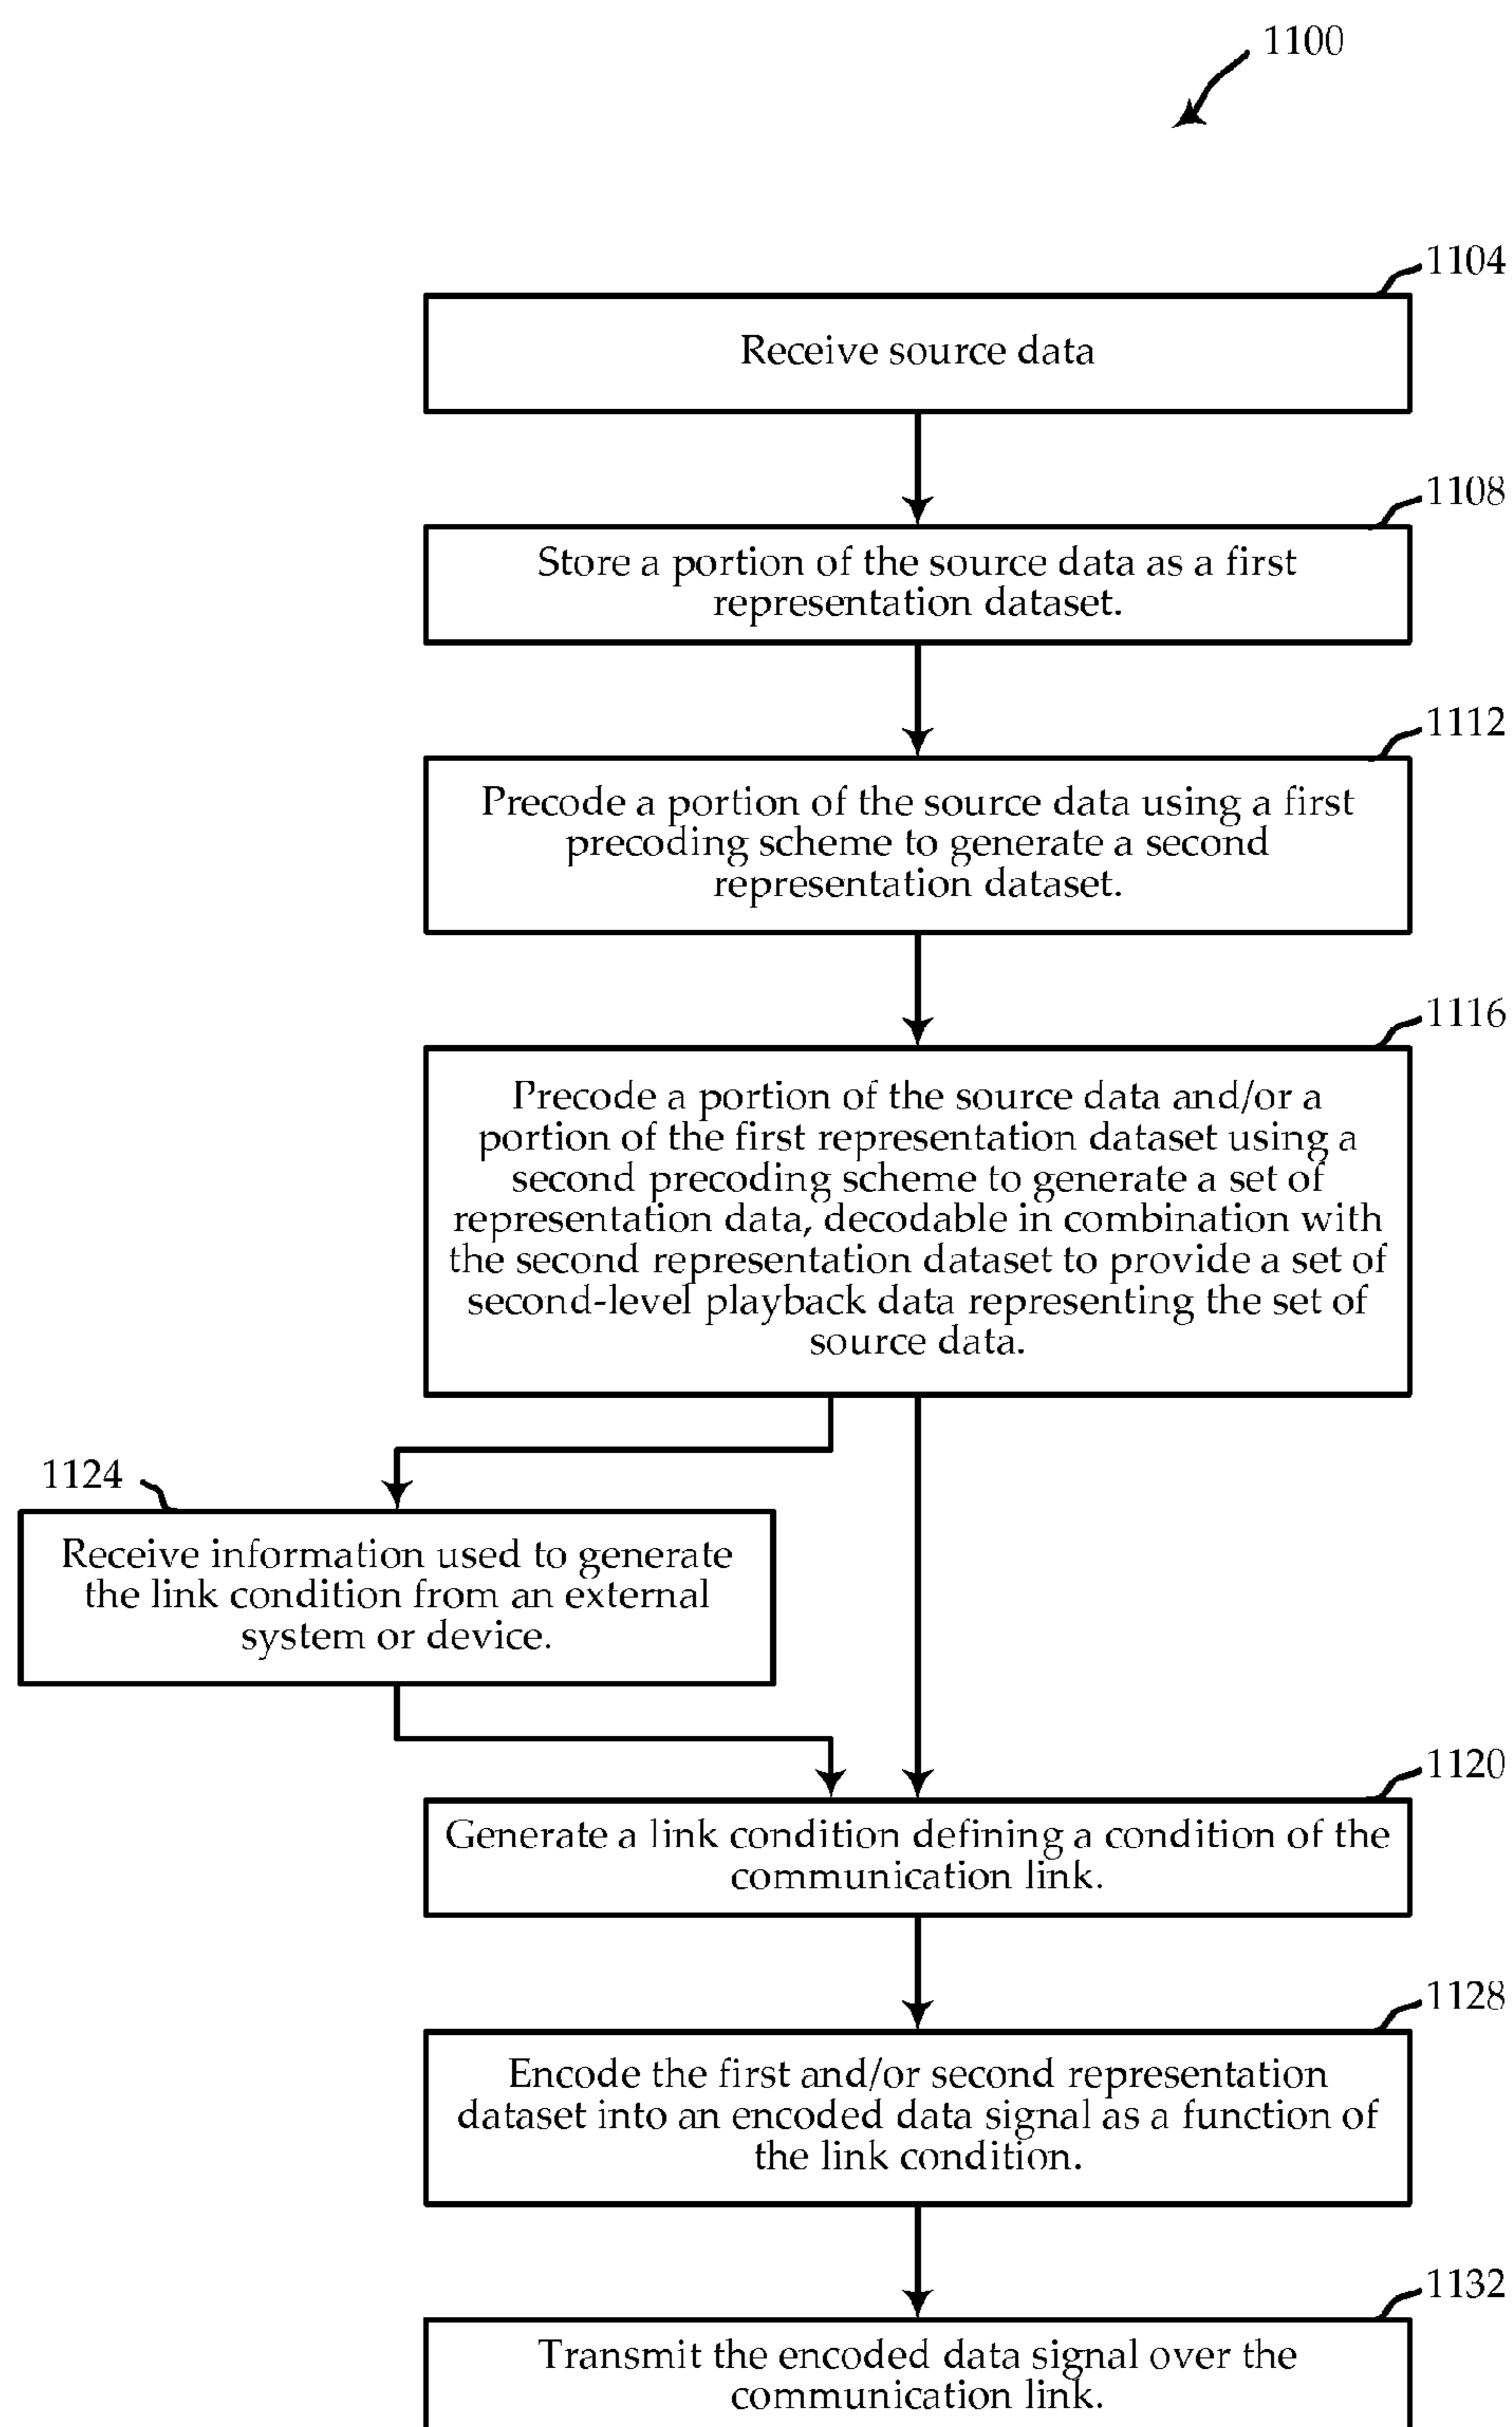 1100
1104
Receive source data
1108
Store a portion of the source data as a first
representation dataset.
1112
Precode a portion of the source data using a first
precoding scheme to generate a second
representation dataset.
1116
Precode a portion of the source data and/or a
portion of the first representation dataset using a
second precoding scheme to generate a set of
representation data, decodable in combination with
the second representation dataset to provide a set of
second-level playback data representing the set of
source data.
1124
Receive information used to generate
the link condition from an external
system or device.
1120
Generate a link condition defining a condition of the
communication link.
1128
Encode the first and/or second representation
dataset into an encoded data signal as a function of
the link condition.
1132
Transmit the encoded data signal over the
communication link.